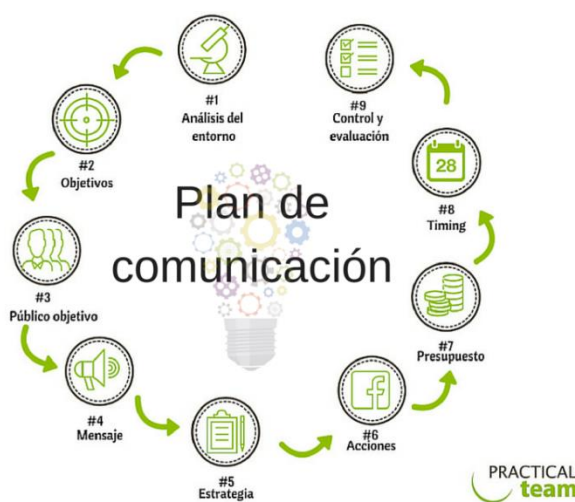 Plan de
comunicación
#1
Análisis del
entorno
#2
Objetivos
#3
Público objetivo
#4
Mensaje
#5
Estrategia
#6
Acciones
#7
Presupuesto
28
#8
Timing
#9
Control y
evaluación
PRACTICAL
team